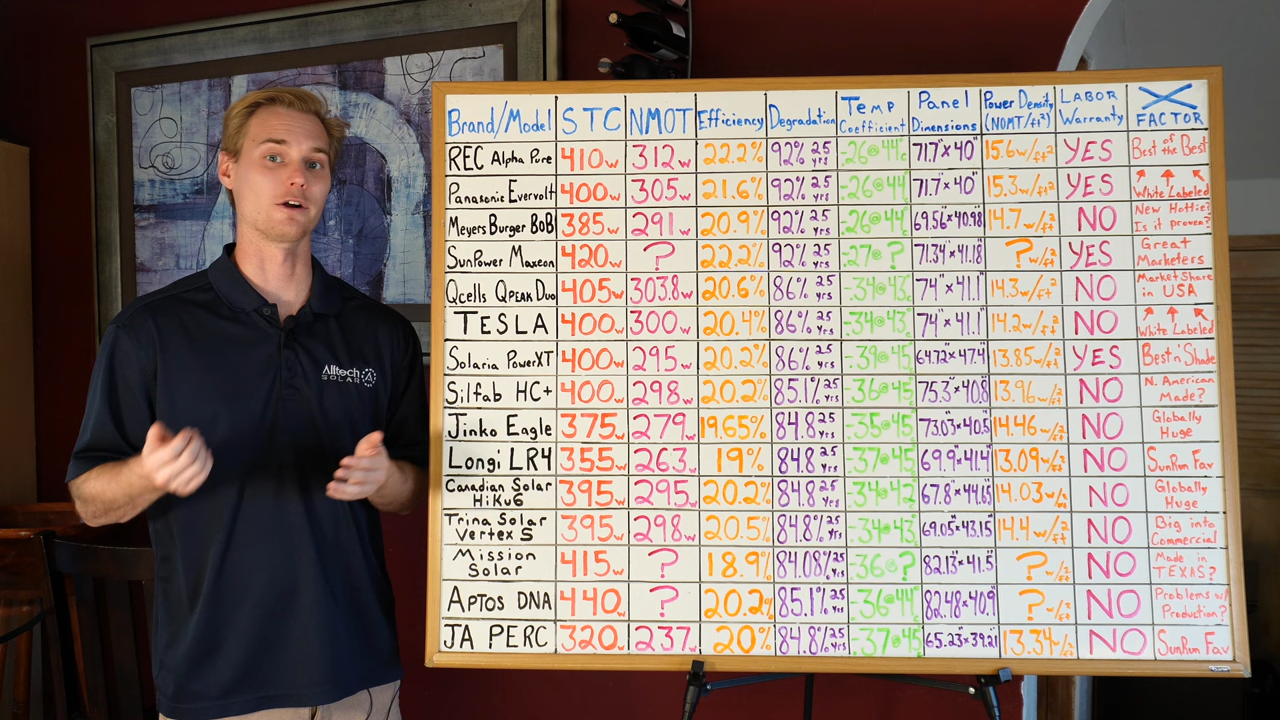 Alltech
SOLAR
Brand/Model STC NMOT Efficiency Degradation Temp Coefficient Panel Dimensions Power Density (NOMT/ft²) LABOR Warranty X FACTOR
REC Alpha Pure 410w 312w 22.2% 92% 25 yrs -.26@44°c 71.7"×40" 15.6w/ft² YES Best of the Best
Panasonic Evervolt 400w 305w 21.6% 92% 25 yrs -.26@44° 71.7"×40" 15.3w/ft² YES ↑ ↑ ↑ White Labeled
Meyers Burger BOB 385w 291w 20.9% 92% 25 yrs -.26@44° 69.56"×40.98" 14.7w/ft² NO New Hottie? Is it proven?
SunPower Maxeon 420w ? 22.2% 92% 25 yrs -.27@? 71.34"×41.18" ?w/ft² YES Great Marketers
Qcells QPEAK Duo 405w 303.8w 20.6% 86% 25 yrs -.34@43°c 74"×41.1" 14.3w/ft² NO Market Share in USA
TESLA 400w 300w 20.4% 86% 25 yrs -.34@43° 74"×41.1" 14.2w/ft² NO ↑ ↑ ↑ White Labeled
Solaria PowerXT 400w 295w 20.2% 86% 25 yrs -.39@45 64.72"×47.4" 13.85w/ft² YES Best n' Shade
Silfab HC+ 400w 298w 20.2% 85.1% 25 yrs -.36@45 75.3"×40.8 13.96w/ft² NO N. American Made?
Jinko Eagle 375w 279w 19.65% 84.8 25 yrs -.35@45 73.03"×40.5" 14.46w/ft² NO Globally Huge
Longi LR4 355w 263w 19% 84.8 25 yrs -.37@45 69.9"×41.4" 13.09w/ft² NO SunRun Fav
Canadian Solar HiKu6 395w 295w 20.2% 84.8 25 yrs -.34@42 67.8"×44.65" 14.03w/ft² NO Globally Huge
Trina Solar Vertex S 395w 298w 20.5% 84.8% 25 yrs -.34@43° 69.05"×43.15" 14.4w/ft² NO Big into Commercial
Mission Solar 415w ? 18.9% 84.08% 25 yrs -.36@? 82.13"×41.5" ?w/ft² NO Made in TEXAS?
APTOS DNA 440w ? 20.2% 85.1% 25 yrs -.36@44° 82.48"×40.9" ?w/ft² NO Problems w/ Production?
JA PERC 320w 237w 20% 84.8% 25 yrs -.37@45 65.23"×39.21" 13.34w/ft² NO SunRun Fav